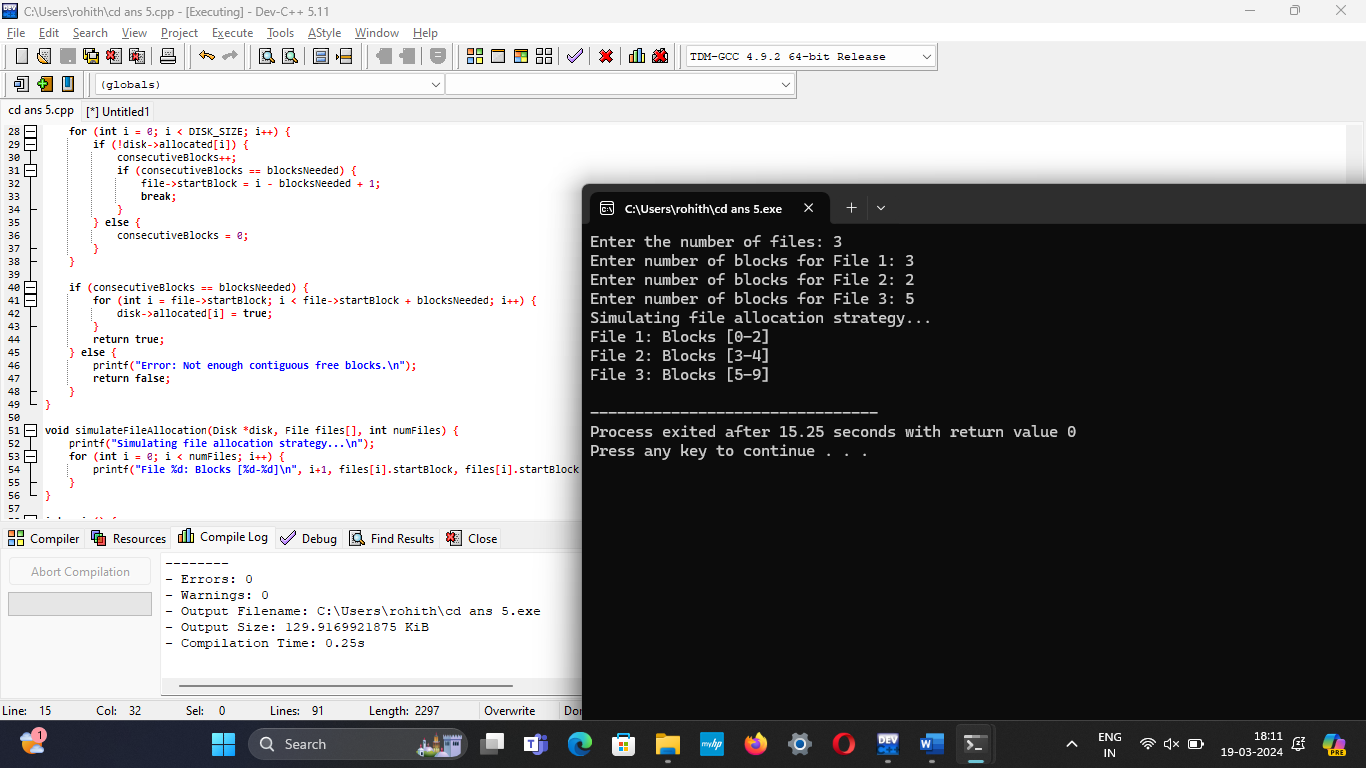 C:\Users\rohith\cd ans 5.cpp - [Executing] - Dev-C++ 5.11
File Edit Search View Project Execute Tools AStyle Window Help
TDM-GCC 4.9.2 64-bit Release
(globals)
cd ans 5.cpp [*] Untitled1
28 for (int i = 0; i < DISK_SIZE; i++) {
29 if (!disk->allocated[i]) {
30 consecutiveBlocks++;
31 if (consecutiveBlocks == blocksNeeded) {
32 file->startBlock = i - blocksNeeded + 1;
33 break;
34 }
35 } else {
36 consecutiveBlocks = 0;
37 }
38 }
39
40 if (consecutiveBlocks == blocksNeeded) {
41 for (int i = file->startBlock; i < file->startBlock + blocksNeeded; i++) {
42 disk->allocated[i] = true;
43 }
44 return true;
45 } else {
46 printf("Error: Not enough contiguous free blocks.\n");
47 return false;
48 }
49 }
50
51 void simulateFileAllocation(Disk *disk, File files[], int numFiles) {
52 printf("Simulating file allocation strategy...\n");
53 for (int i = 0; i < numFiles; i++) {
54 printf("File %d: Blocks [%d-%d]\n", i+1, files[i].startBlock, files[i].startBlock
55 }
56 }
57
C:\Users\rohith\cd ans 5.exe
Enter the number of files: 3
Enter number of blocks for File 1: 3
Enter number of blocks for File 2: 2
Enter number of blocks for File 3: 5
Simulating file allocation strategy...
File 1: Blocks [0-2]
File 2: Blocks [3-4]
File 3: Blocks [5-9]
--------------------------------
Process exited after 15.25 seconds with return value 0
Press any key to continue . . .
Compiler Resources Compile Log Debug Find Results Close
Abort Compilation
--------
- Errors: 0
- Warnings: 0
- Output Filename: C:\Users\rohith\cd ans 5.exe
- Output Size: 129.9169921875 KiB
- Compilation Time: 0.25s
Line: 15 Col: 32 Sel: 0 Lines: 91 Length: 2297 Overwrite
1
Search
myhp
DEV
W
ENG
IN
18:11
19-03-2024
PRE